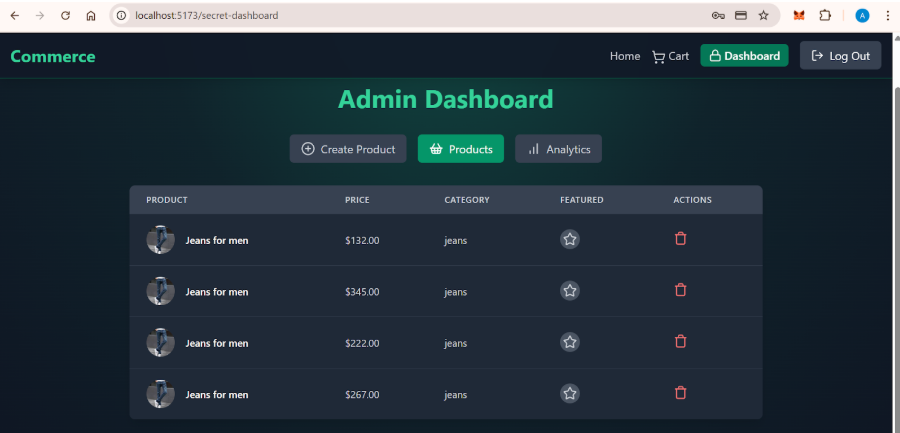 localhost:5173/secret-dashboard
A
Commerce
Home Cart Dashboard Log Out
Admin Dashboard
Create Product Products Analytics
PRODUCT PRICE CATEGORY FEATURED ACTIONS
Jeans for men $132.00 jeans
Jeans for men $345.00 jeans
Jeans for men $222.00 jeans
Jeans for men $267.00 jeans